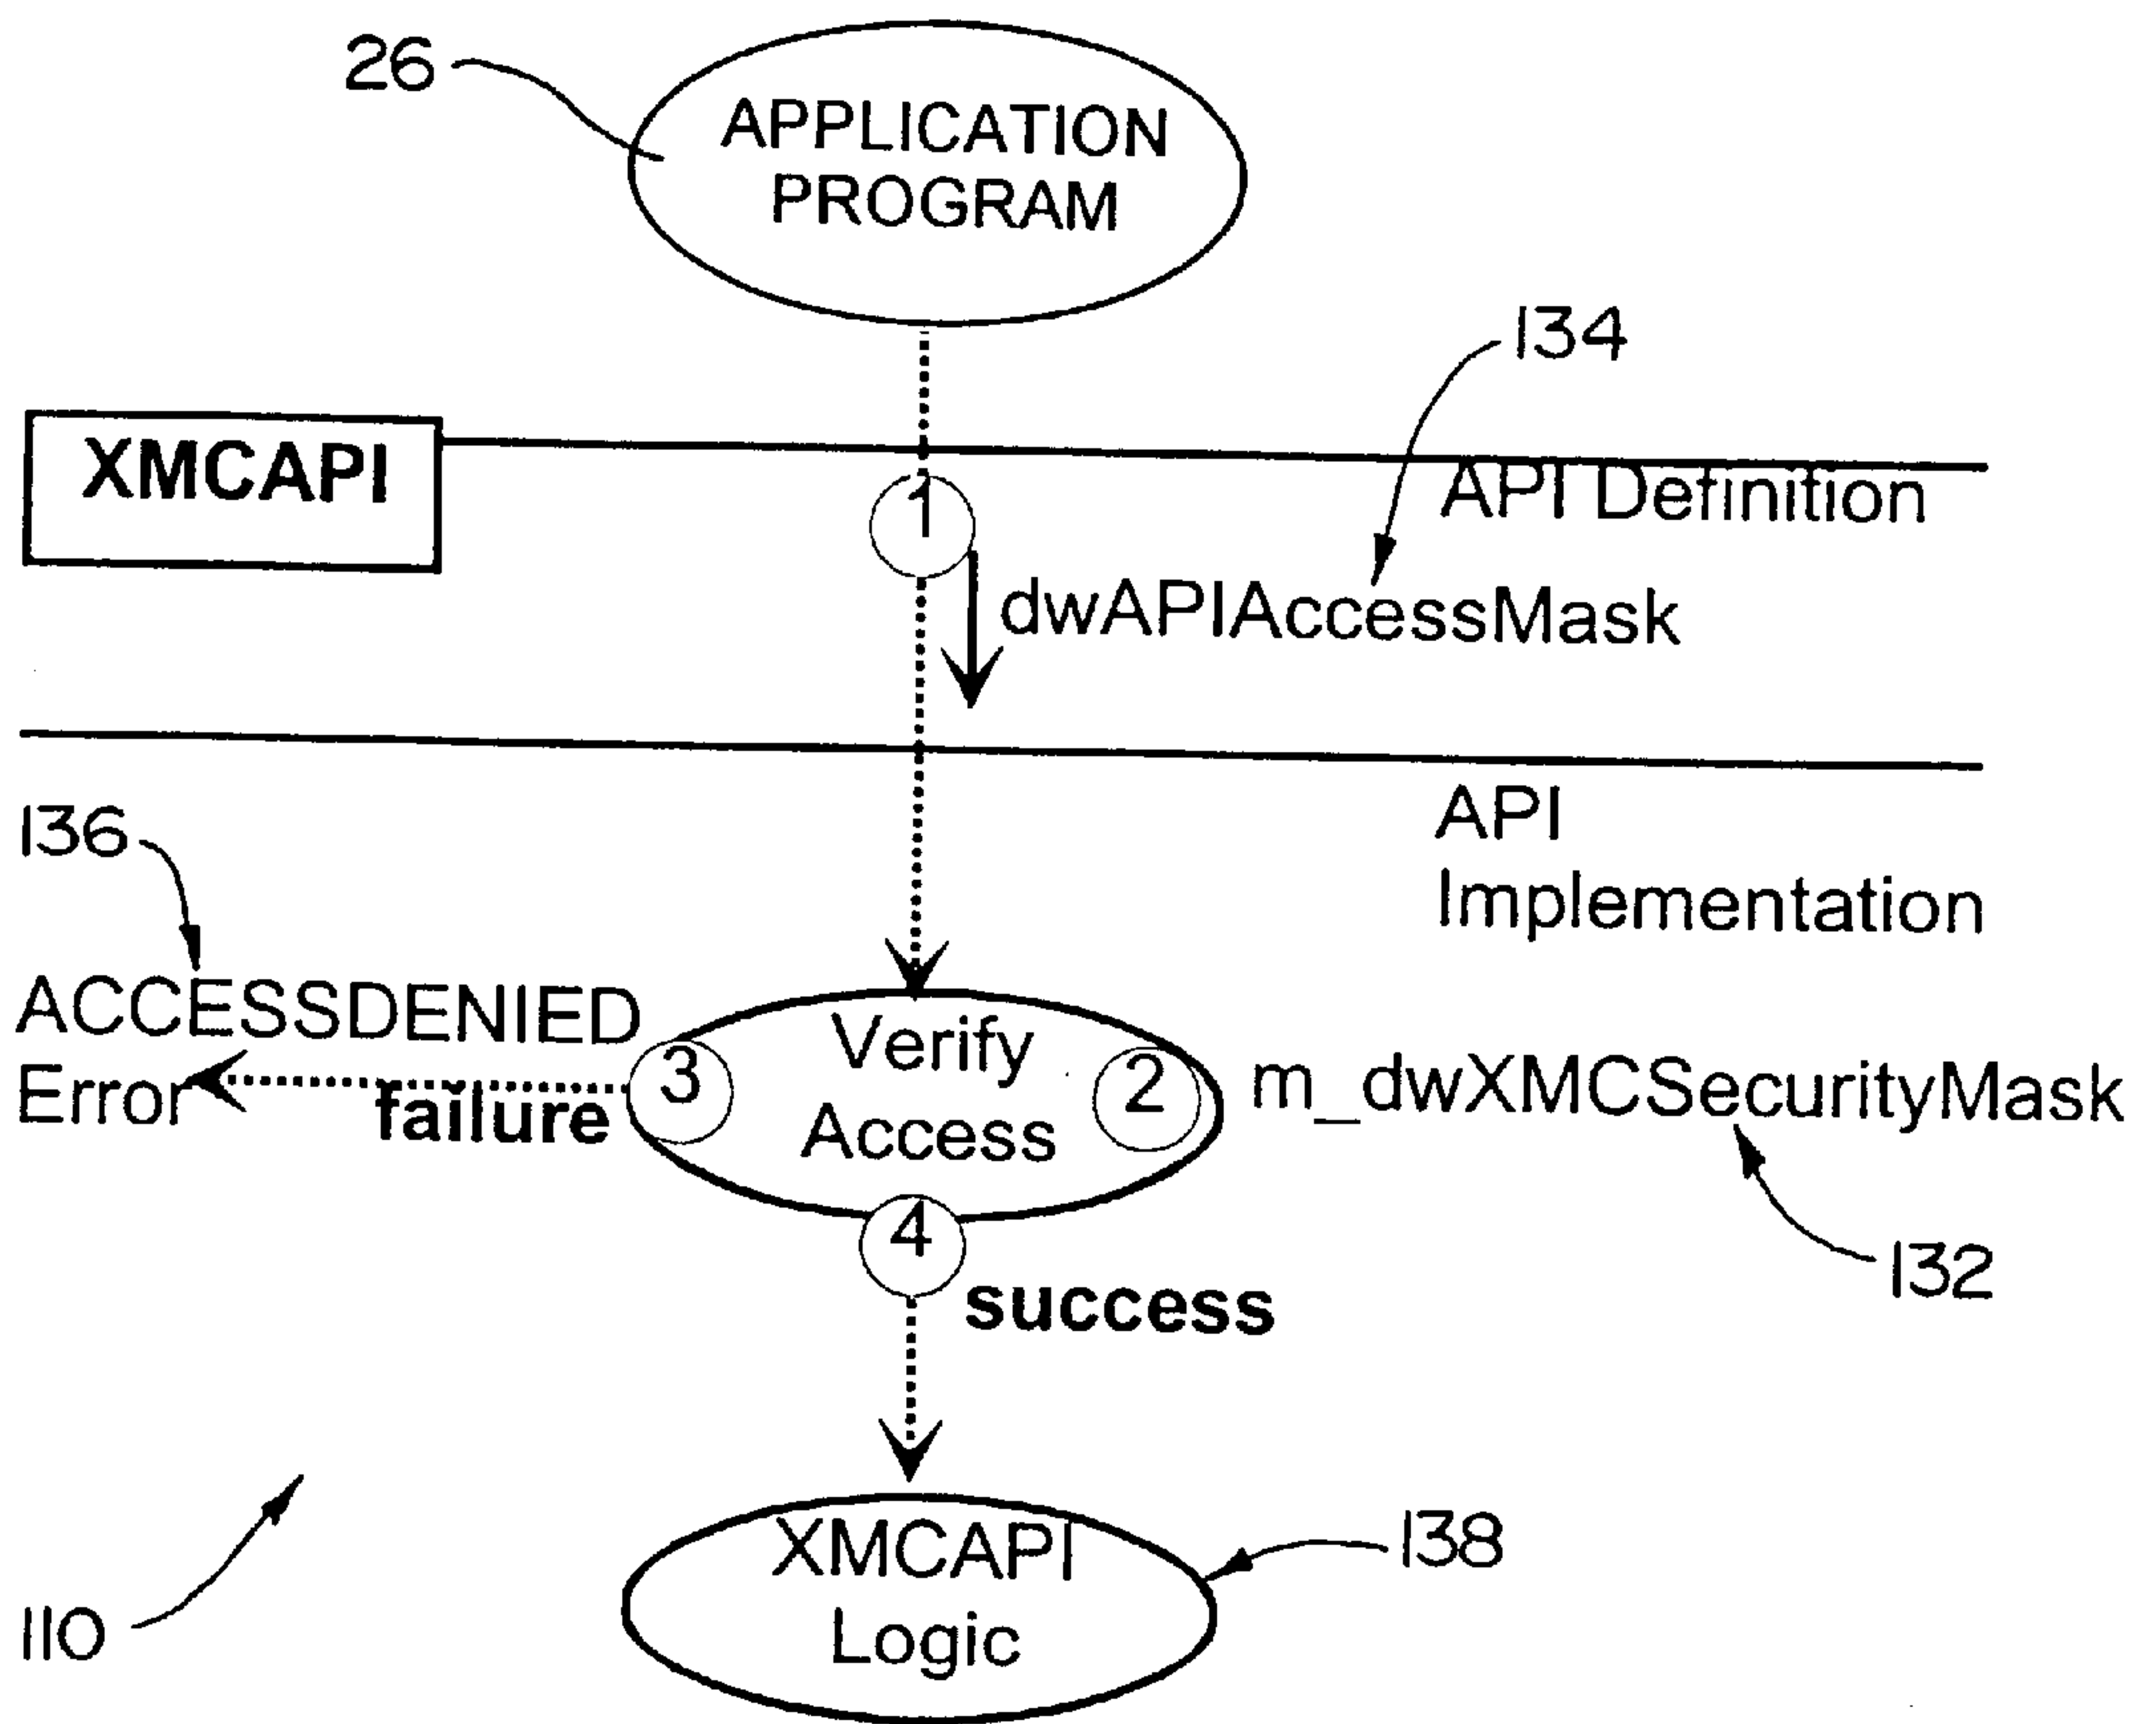 26
APPLICATION
PROGRAM
134
XMCAPI
API Definition
1
dwAPIAccessMask
136
API
Implementation
ACCESSDENIED
Error
failure
3
Verify
Access
2
m_dwXMCSecurityMask
4
success
132
XMCAPI
Logic
138
110